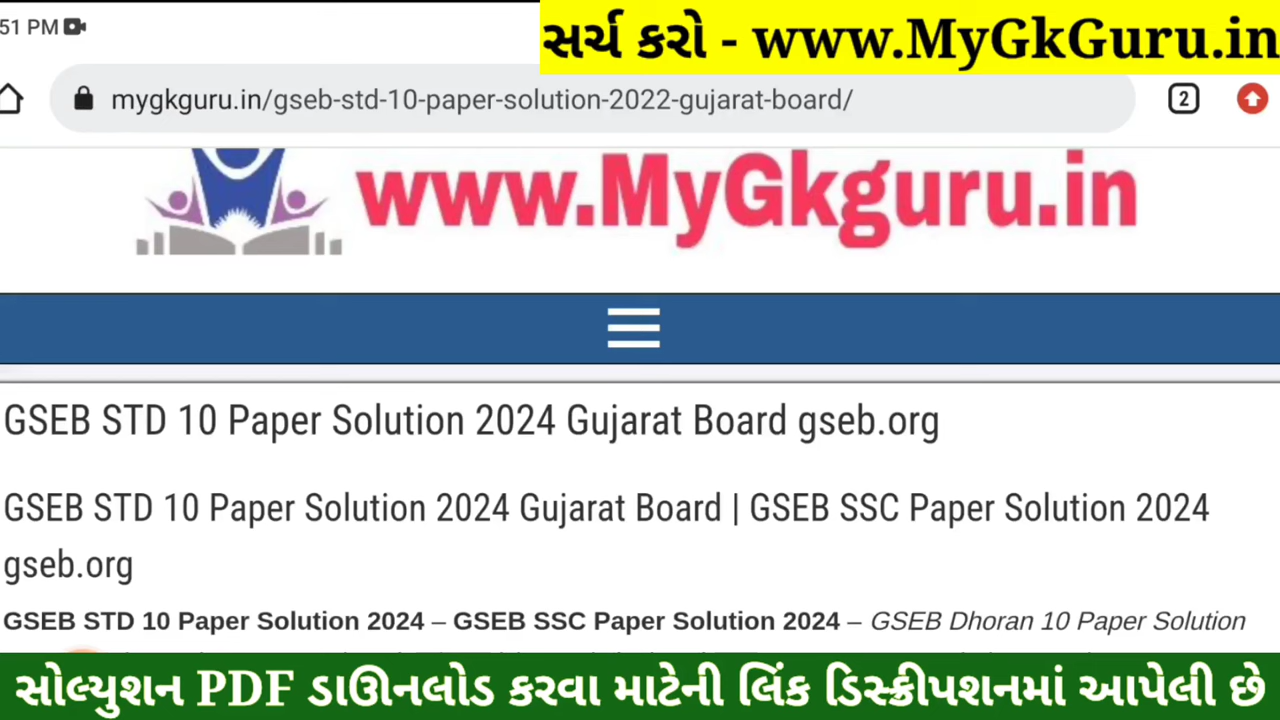 51 PM
સર્ચ કરો - www.MyGkGuru.in
mygkguru.in/gseb-std-10-paper-solution-2022-gujarat-board/
2
www.MyGkguru.in
GSEB STD 10 Paper Solution 2024 Gujarat Board gseb.org
GSEB STD 10 Paper Solution 2024 Gujarat Board | GSEB SSC Paper Solution 2024
gseb.org
GSEB STD 10 Paper Solution 2024 – GSEB SSC Paper Solution 2024 – GSEB Dhoran 10 Paper Solution
સોલ્યુશન PDF ડાઊનલોડ કરવા માટેની લિંક ડિસ્ક્રીપશનમાં આપેલી છે